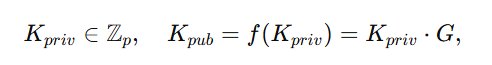 K_{priv} ∈ ℤ_p, K_{pub} = f(K_{priv}) = K_{priv} · G,